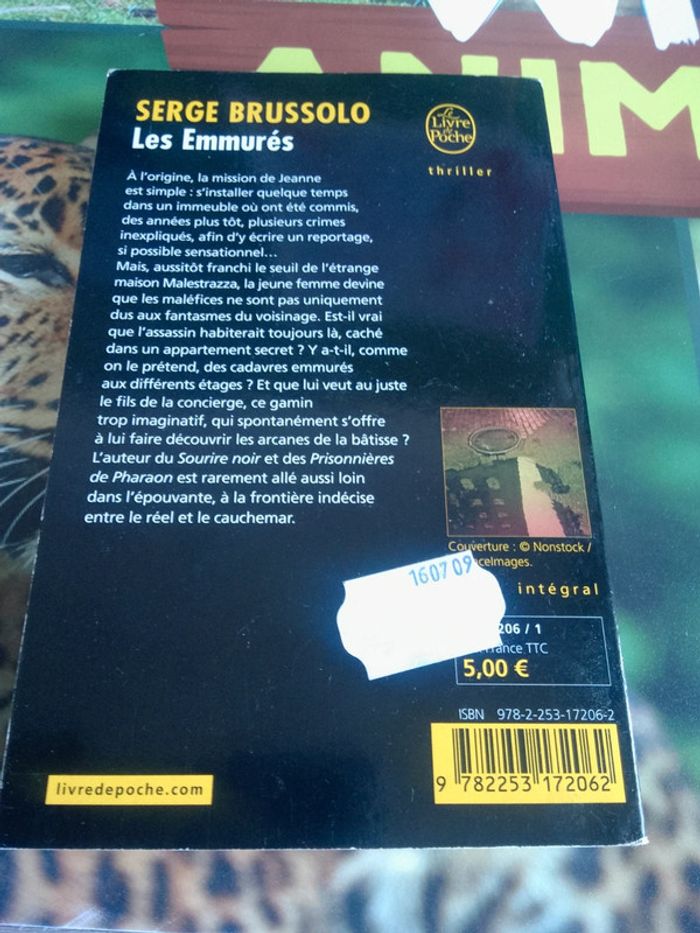 ANIM
SERGE BRUSSOLO
Les Emmurés
Le
Livre
de
Poche
thriller
À l'origine, la mission de Jeanne
est simple : s'installer quelque temps
dans un immeuble où ont été commis,
des années plus tôt, plusieurs crimes
inexpliqués, afin d'y écrire un reportage,
si possible sensationnel...
Mais, aussitôt franchi le seuil de l'étrange
maison Malestrazza, la jeune femme devine
que les maléfices ne sont pas uniquement
dus aux fantasmes du voisinage. Est-il vrai
que l'assassin habiterait toujours là, caché
dans un appartement secret ? Y a-t-il, comme
on le prétend, des cadavres emmurés
aux différents étages ? Et que lui veut au juste
le fils de la concierge, ce gamin
trop imaginatif, qui spontanément s'offre
à lui faire découvrir les arcanes de la bâtisse ?
L'auteur du Sourire noir et des Prisonnières
de Pharaon est rarement allé aussi loin
dans l'épouvante, à la frontière indécise
entre le réel et le cauchemar.
Couverture : © Nonstock /
ceImages.
160709
intégral
206 / 1
France TTC
5,00 €
ISBN 978-2-253-17206-2
9 782253 172062
livredepoche.com